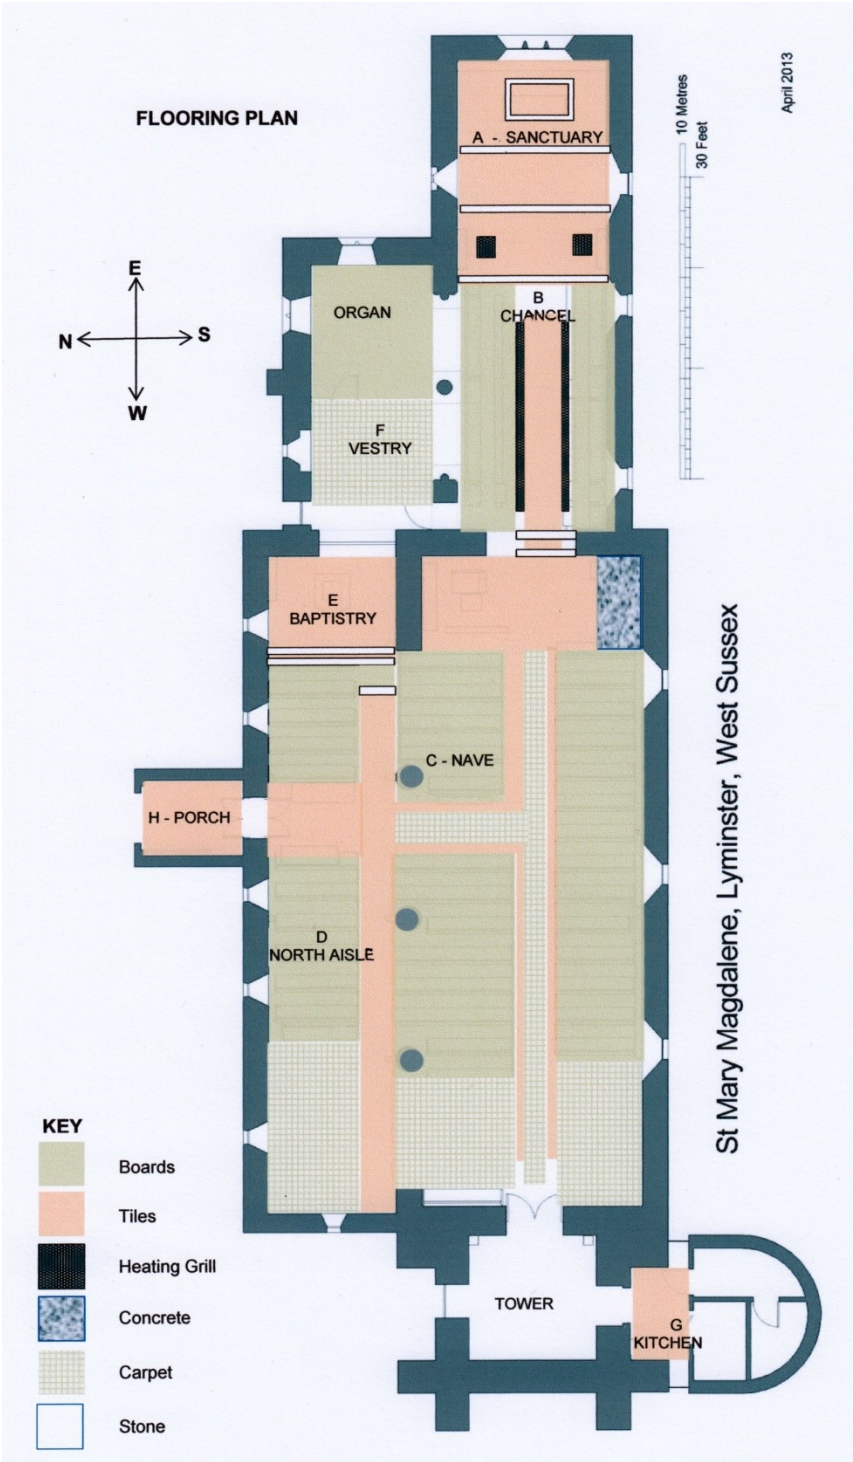 FLOORING PLAN
April 2013
10 Metres
30 Feet
A - SANCTUARY
E
N
S
W
ORGAN
B
CHANCEL
F
VESTRY
E
BAPTISTRY
C - NAVE
H - PORCH
D
NORTH AISLE
E
St Mary Magdalene, Lyminster, West Sussex
KEY
Boards
Tiles
Heating Grill
Concrete
Carpet
Stone
TOWER
G
KITCHEN